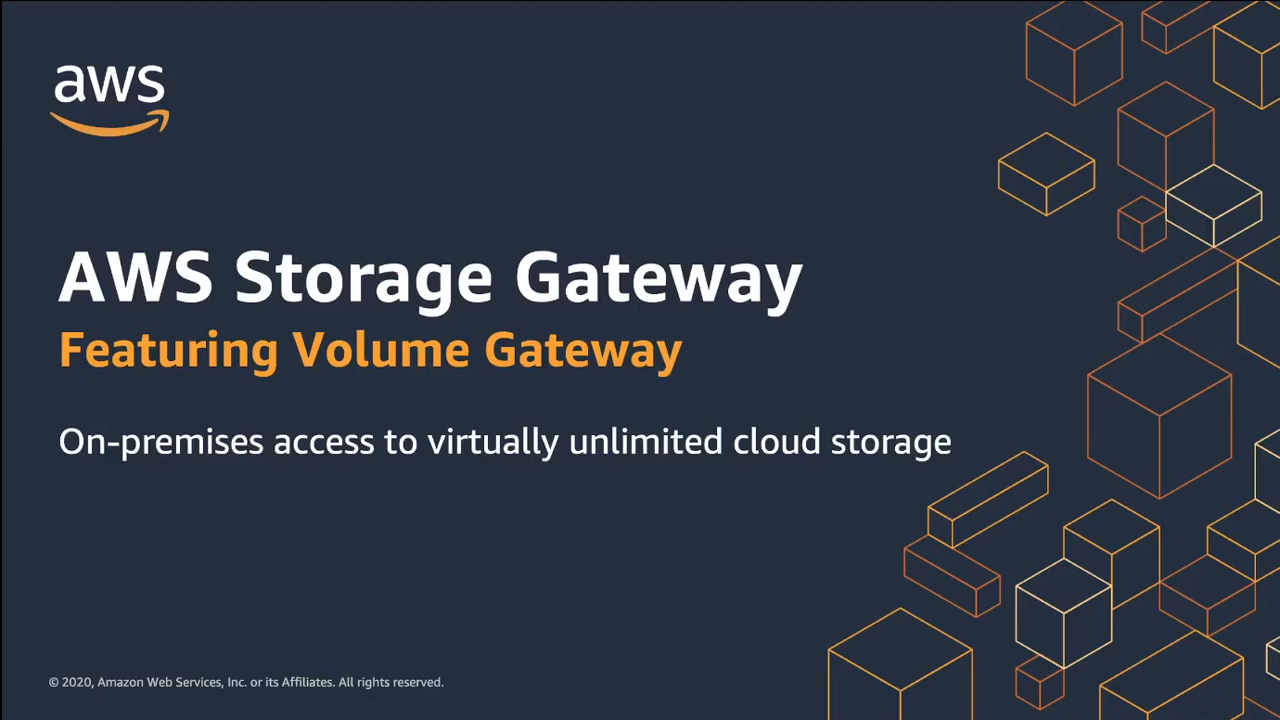 aws
AWS Storage Gateway
Featuring Volume Gateway
On-premises access to virtually unlimited cloud storage
© 2020, Amazon Web Services, Inc. or its Affiliates. All rights reserved.